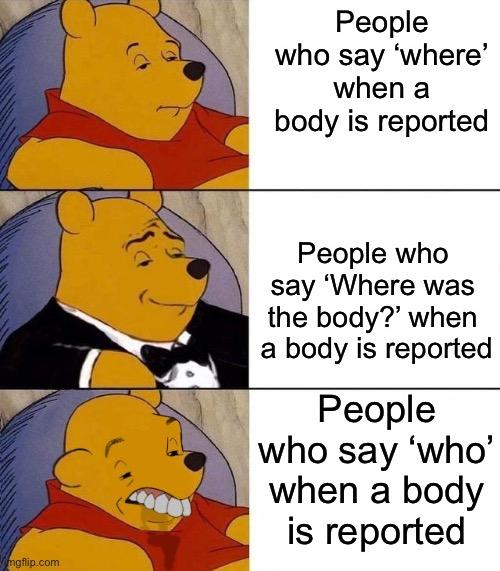 People
who say ‘where’
when a
body is reported
People who
say ‘Where was
the body?’ when
a body is reported
People
who say ‘who’
when a body
is reported
imgflip.com